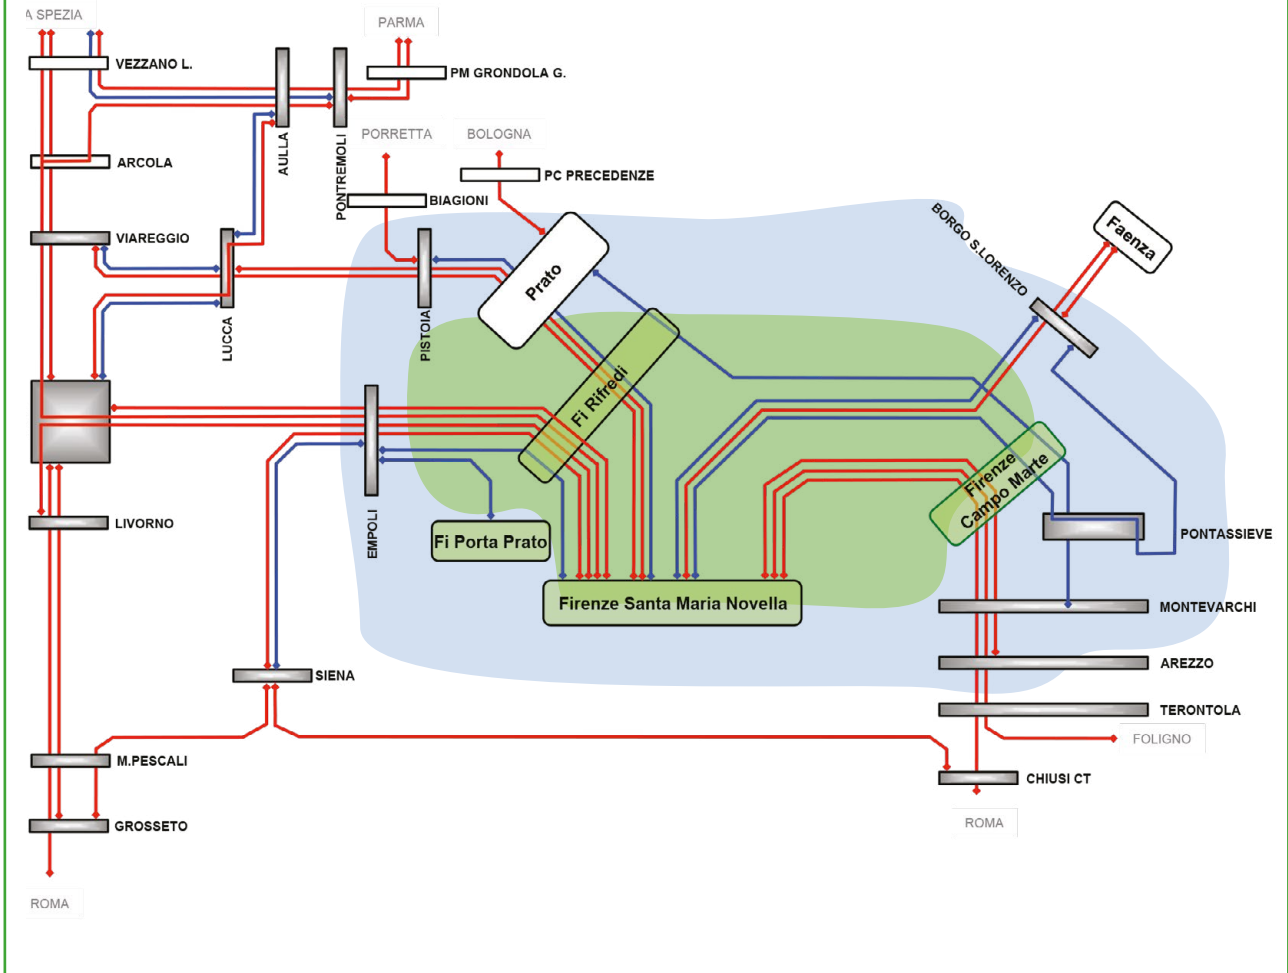 A SPEZIA
PARMA
VEZZANO L.
PM GRONDOLA G.
PORRETTA
BOLOGNA
AULLA
PONTREMOLI
ARCOLA
PC PRECEDENZE
BIAGIONI
BORGO S.LORENZO
Faenza
VIAREGGIO
Prato
LUCCA
PISTOIA
Fi Rifredi
Firenze
Campo Marte
EMPOLI
LIVORNO
Fi Porta Prato
PONTASSIEVE
Firenze Santa Maria Novella
MONTEVARCHI
AREZZO
SIENA
TERONTOLA
FOLIGNO
M.PESCALI
CHIUSI CT
GROSSETO
ROMA
ROMA